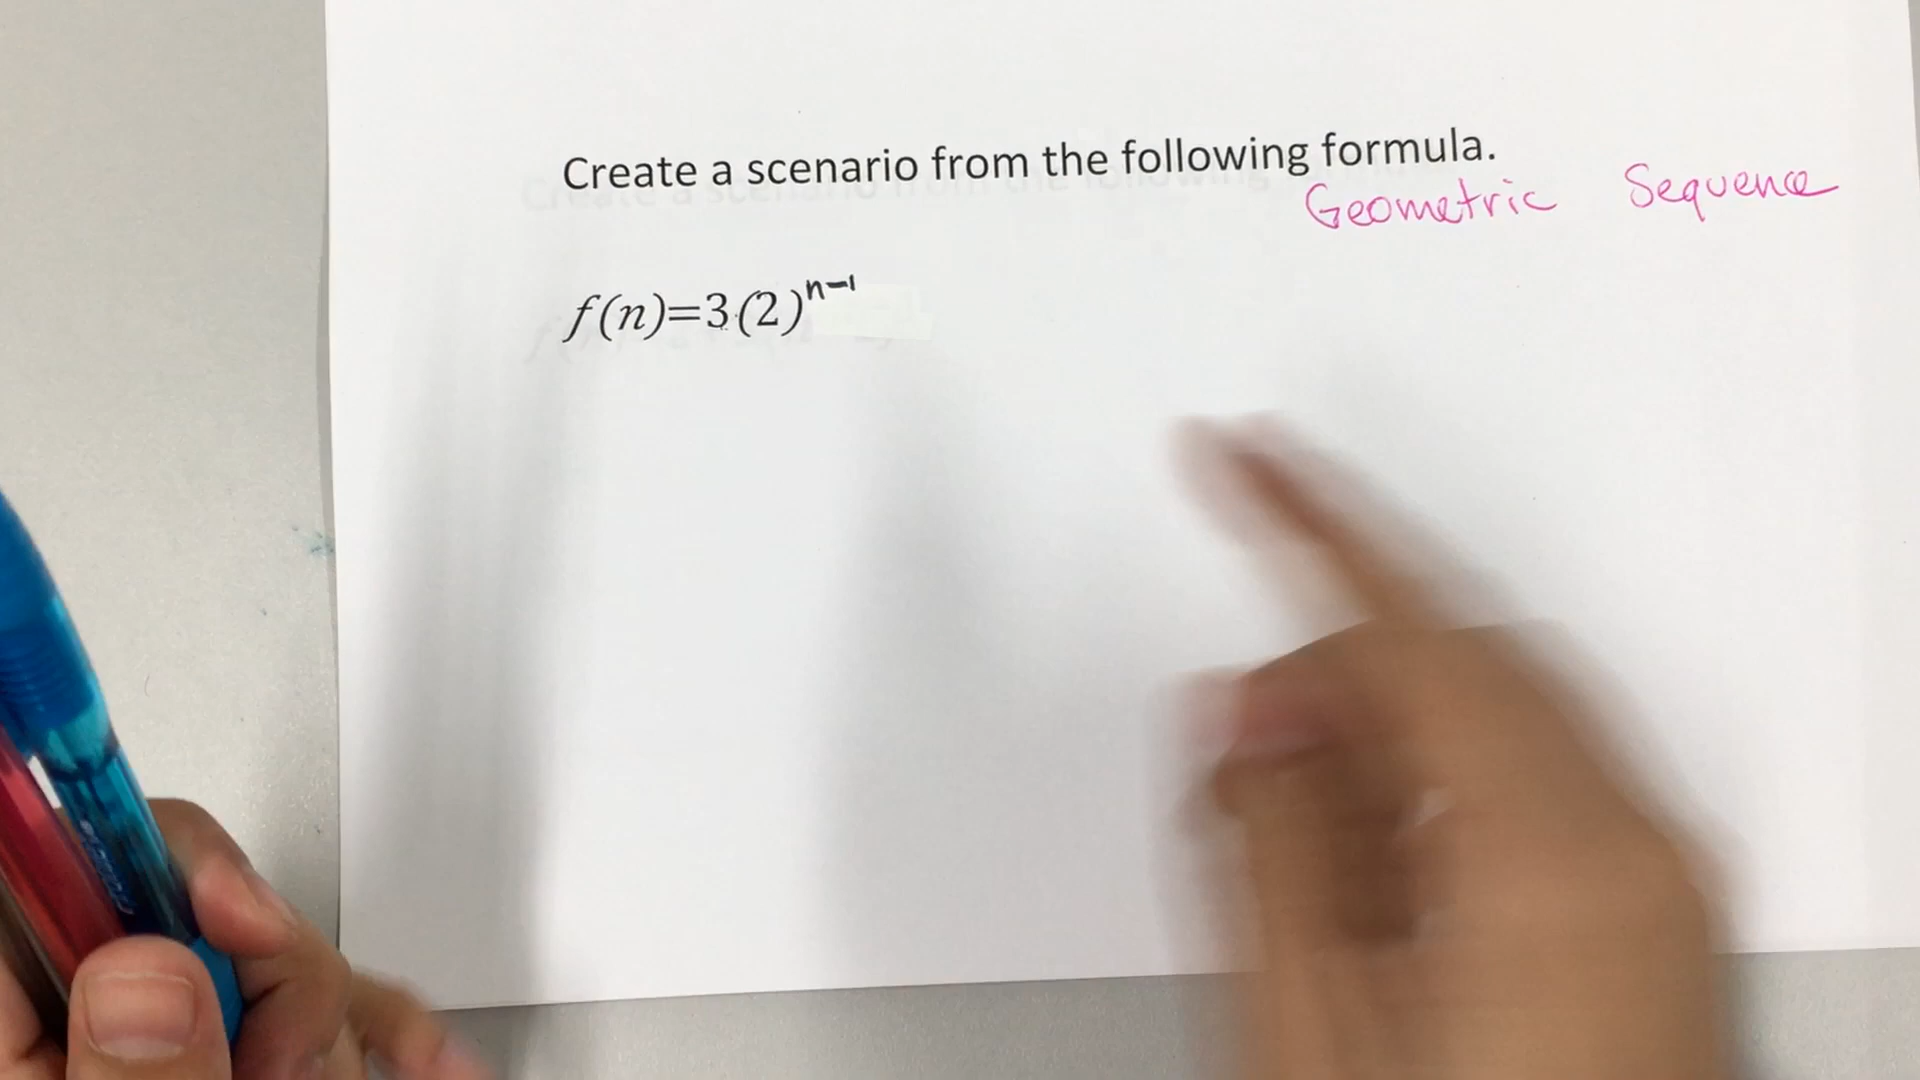 Create a scenario from the following formula.
Geometric Sequence
f(n)=3(2)^{n-1}